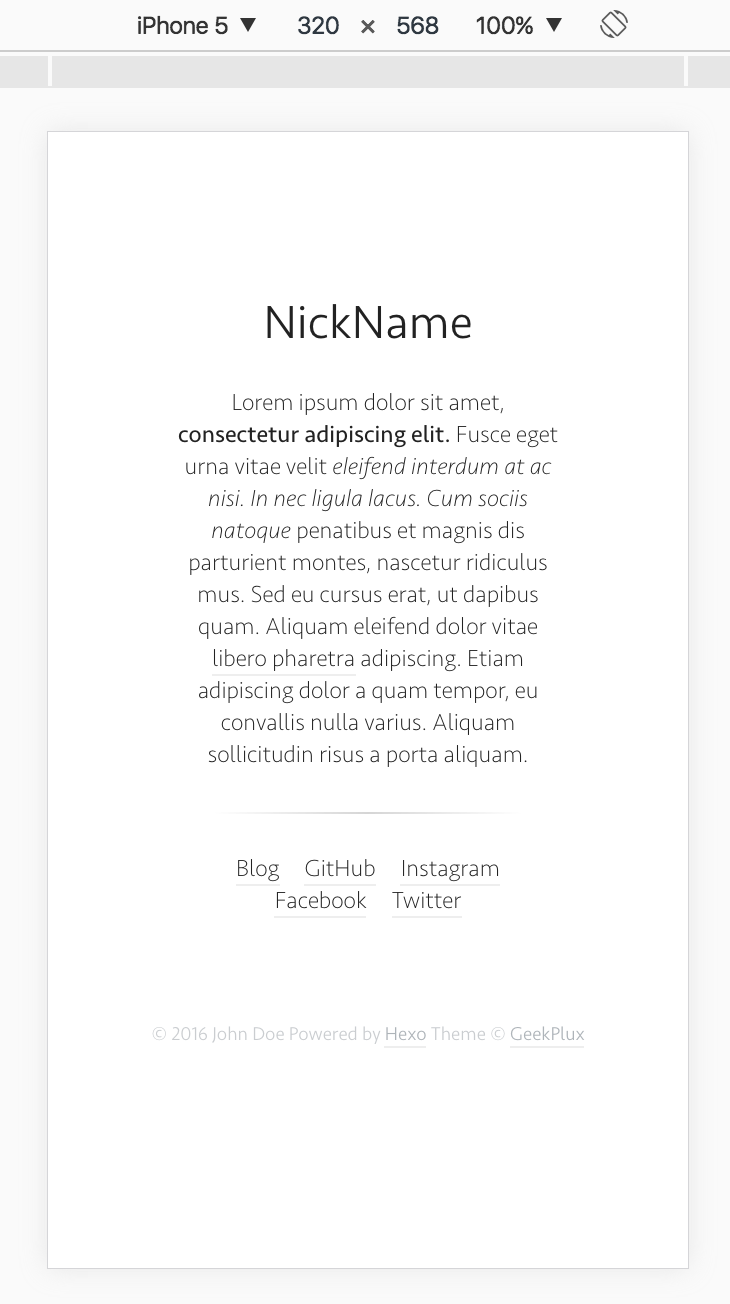 iPhone 5 ▼ 320 × 568 100% ▼
NickName
Lorem ipsum dolor sit amet,
consectetur adipiscing elit. Fusce eget
urna vitae velit eleifend interdum at ac
nisi. In nec ligula lacus. Cum sociis
natoque penatibus et magnis dis
parturient montes, nascetur ridiculus
mus. Sed eu cursus erat, ut dapibus
quam. Aliquam eleifend dolor vitae
libero pharetra adipiscing. Etiam
adipiscing dolor a quam tempor, eu
convallis nulla varius. Aliquam
sollicitudin risus a porta aliquam.
Blog GitHub Instagram
Facebook Twitter
© 2016 John Doe Powered by Hexo Theme © GeekPlux